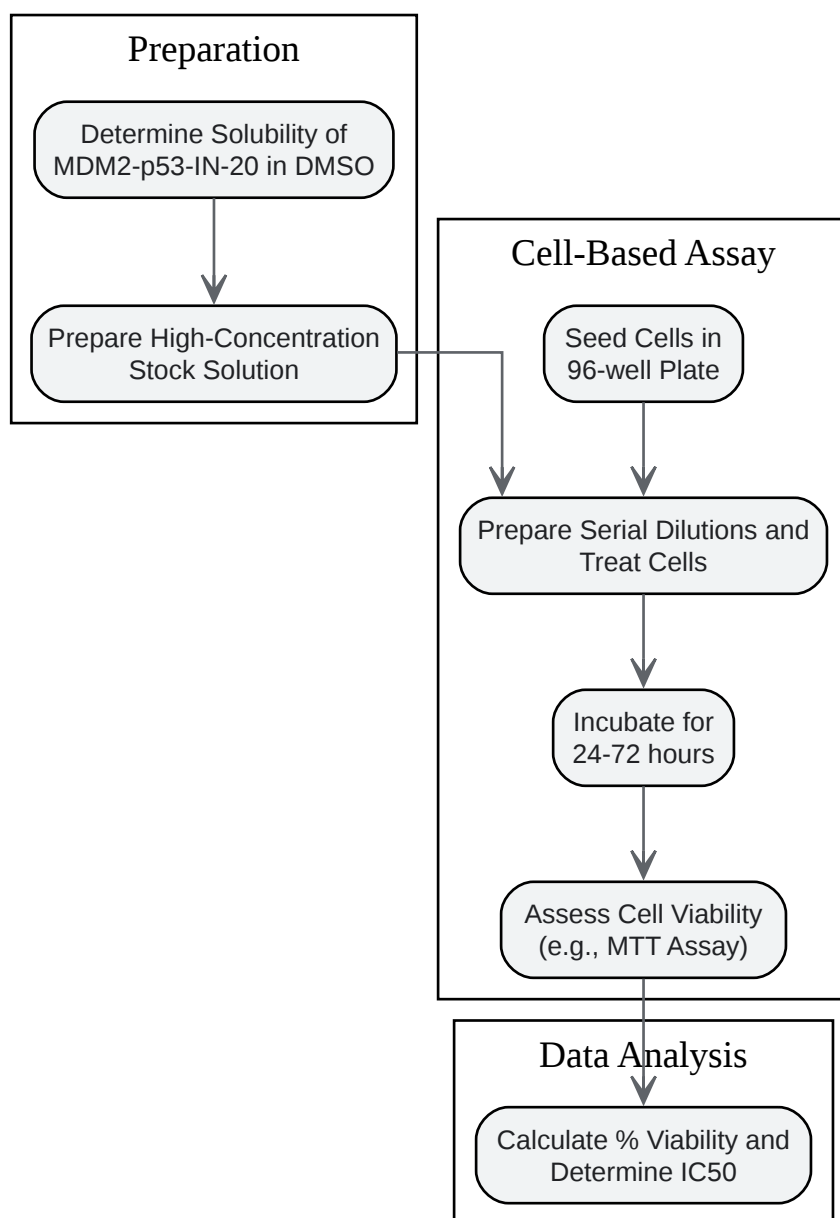 Preparation
Determine Solubility of
MDM2-p53-IN-20 in DMSO
Prepare High-Concentration
Stock Solution
Cell-Based Assay
Seed Cells in
96-well Plate
Prepare Serial Dilutions and
Treat Cells
Incubate for
24-72 hours
Assess Cell Viability
(e.g., MTT Assay)
Data Analysis
Calculate % Viability and
Determine IC50